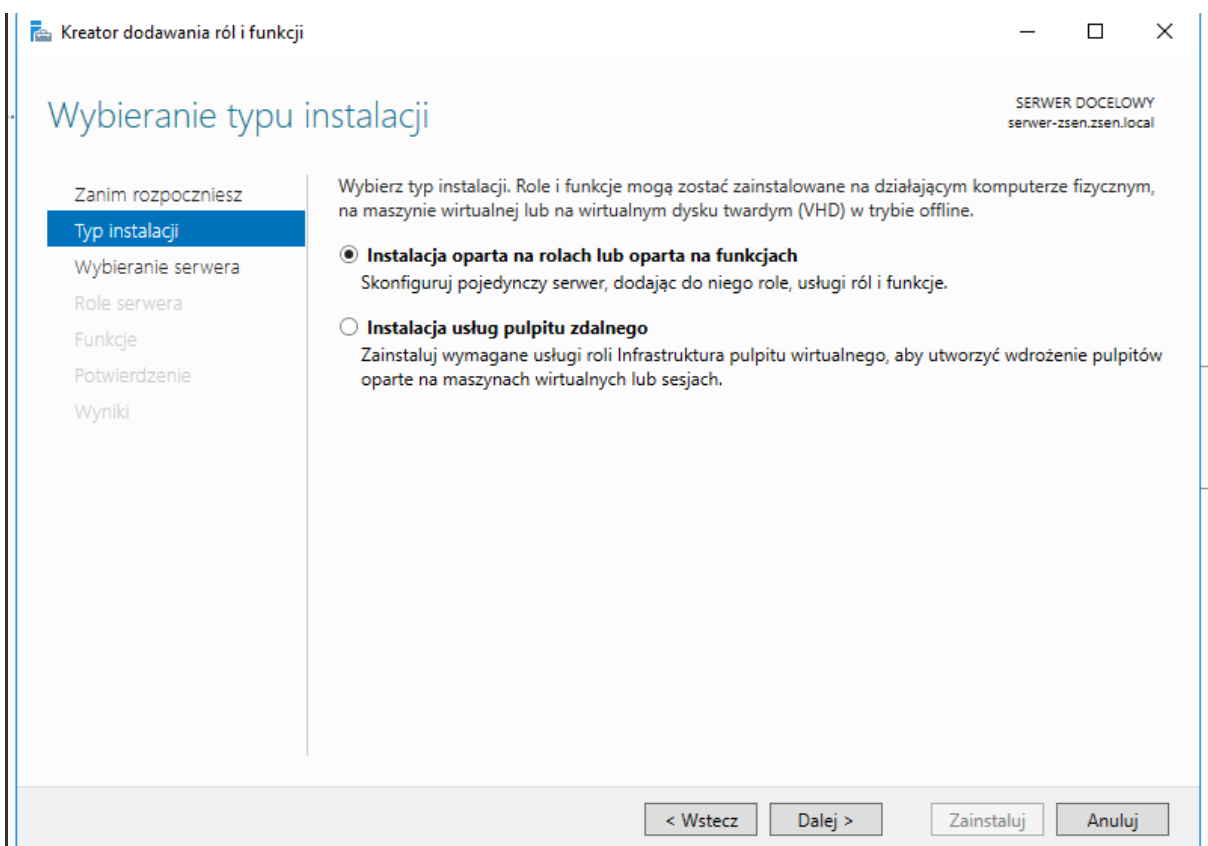 Kreator dodawania ról i funkcji
Wybieranie typu instalacji
SERWER DOCELOWY
serwer-zsen.zsen.local
Zanim rozpoczniesz
Typ instalacji
Wybieranie serwera
Role serwera
Funkcje
Potwierdzenie
Wyniki
Wybierz typ instalacji. Role i funkcje mogą zostać zainstalowane na działającym komputerze fizycznym,
na maszynie wirtualnej lub na wirtualnym dysku twardym (VHD) w trybie offline.
Instalacja oparta na rolach lub oparta na funkcjach
Skonfiguruj pojedynczy serwer, dodając do niego role, usługi ról i funkcje.
Instalacja usług pulpitu zdalnego
Zainstaluj wymagane usługi roli Infrastruktura pulpitu wirtualnego, aby utworzyć wdrożenie pulpitów
oparte na maszynach wirtualnych lub sesjach.
< Wstecz
Dalej >
Zainstaluj
Anuluj